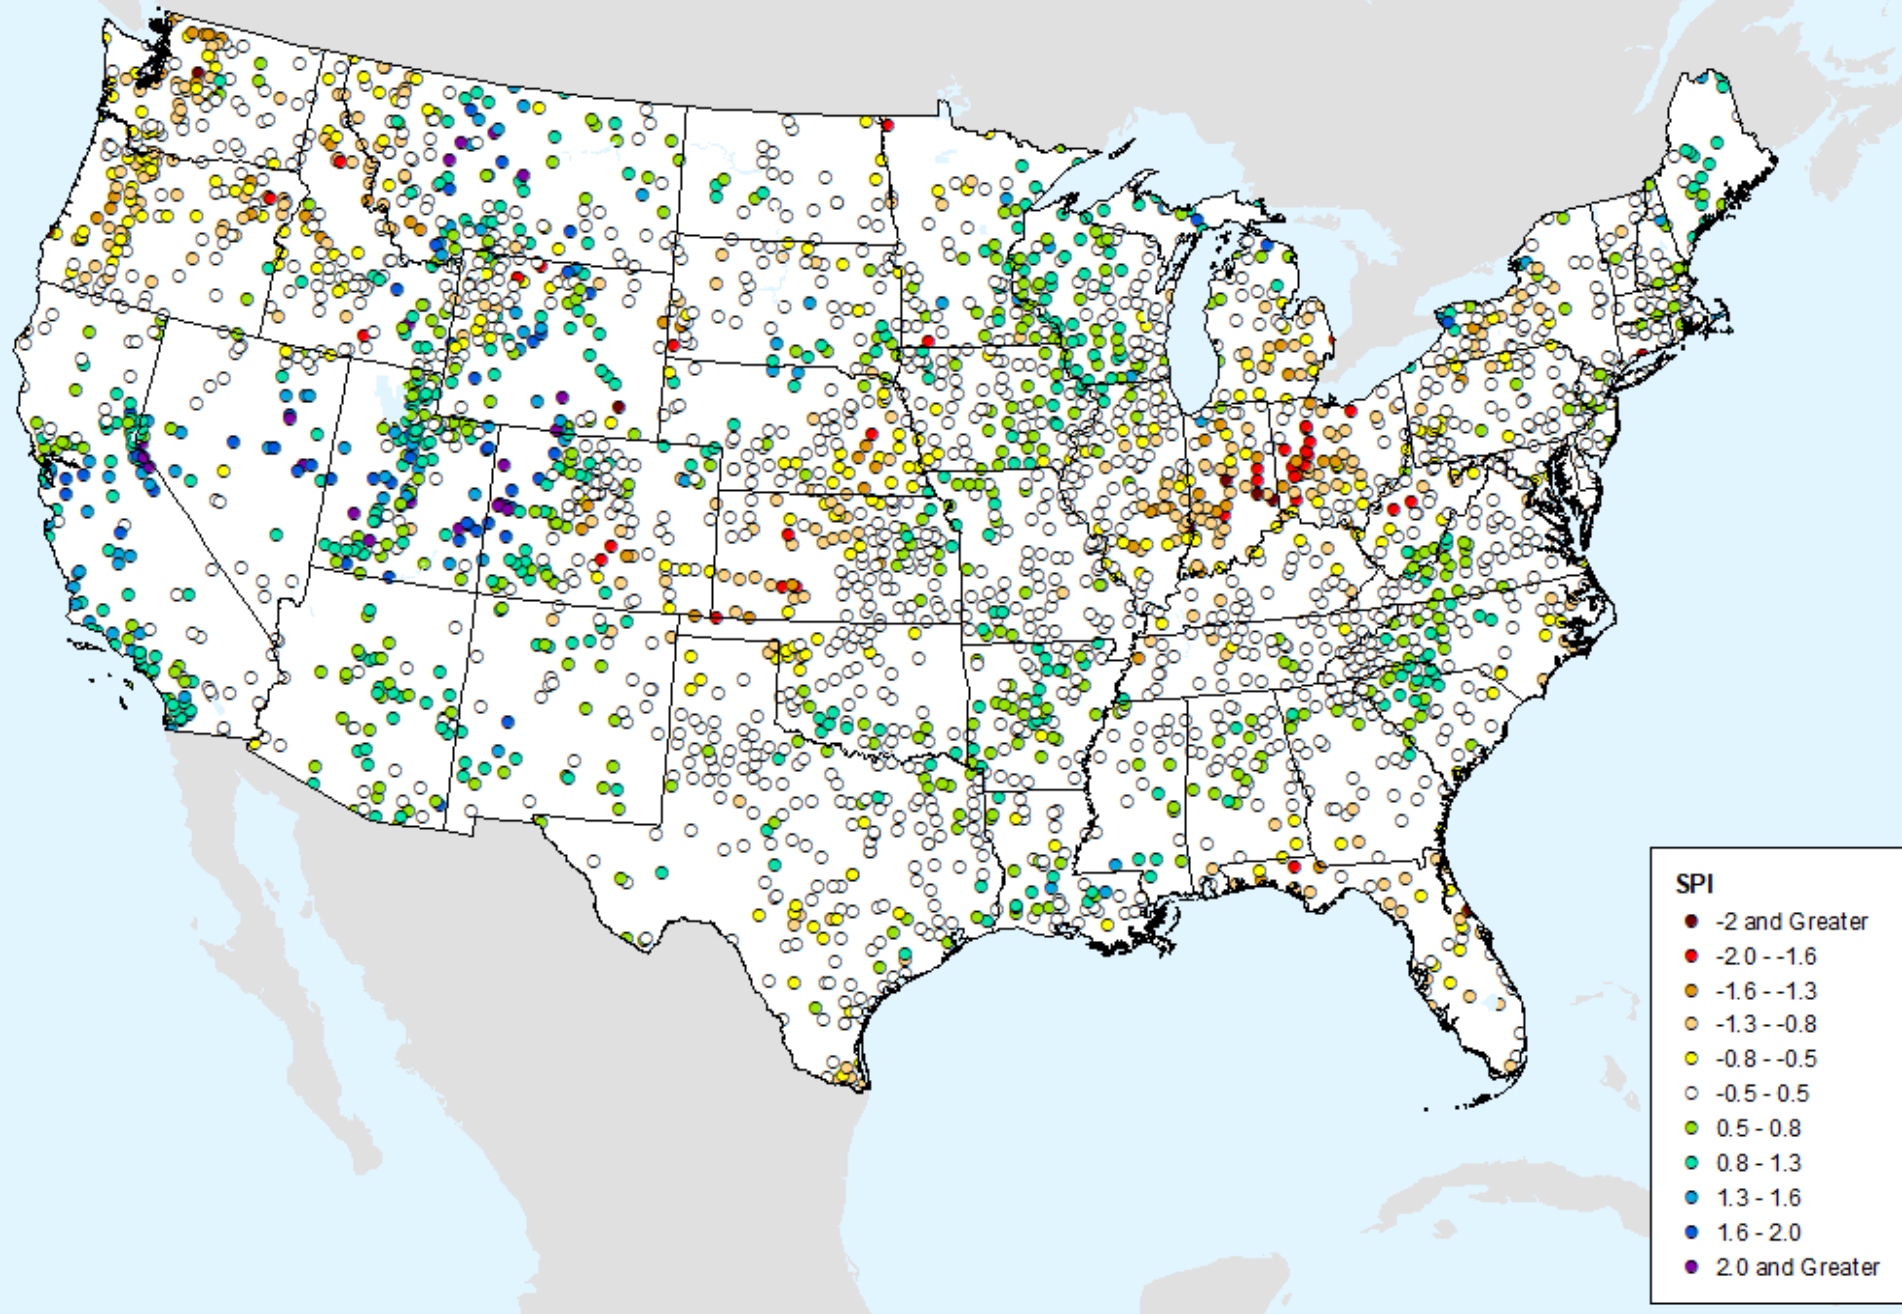 SPI
-2 and Greater
-2.0 - -1.6
-1.6 - -1.3
-1.3 - -0.8
-0.8 - -0.5
-0.5 - 0.5
0.5 - 0.8
0.8 - 1.3
1.3 - 1.6
1.6 - 2.0
2.0 and Greater